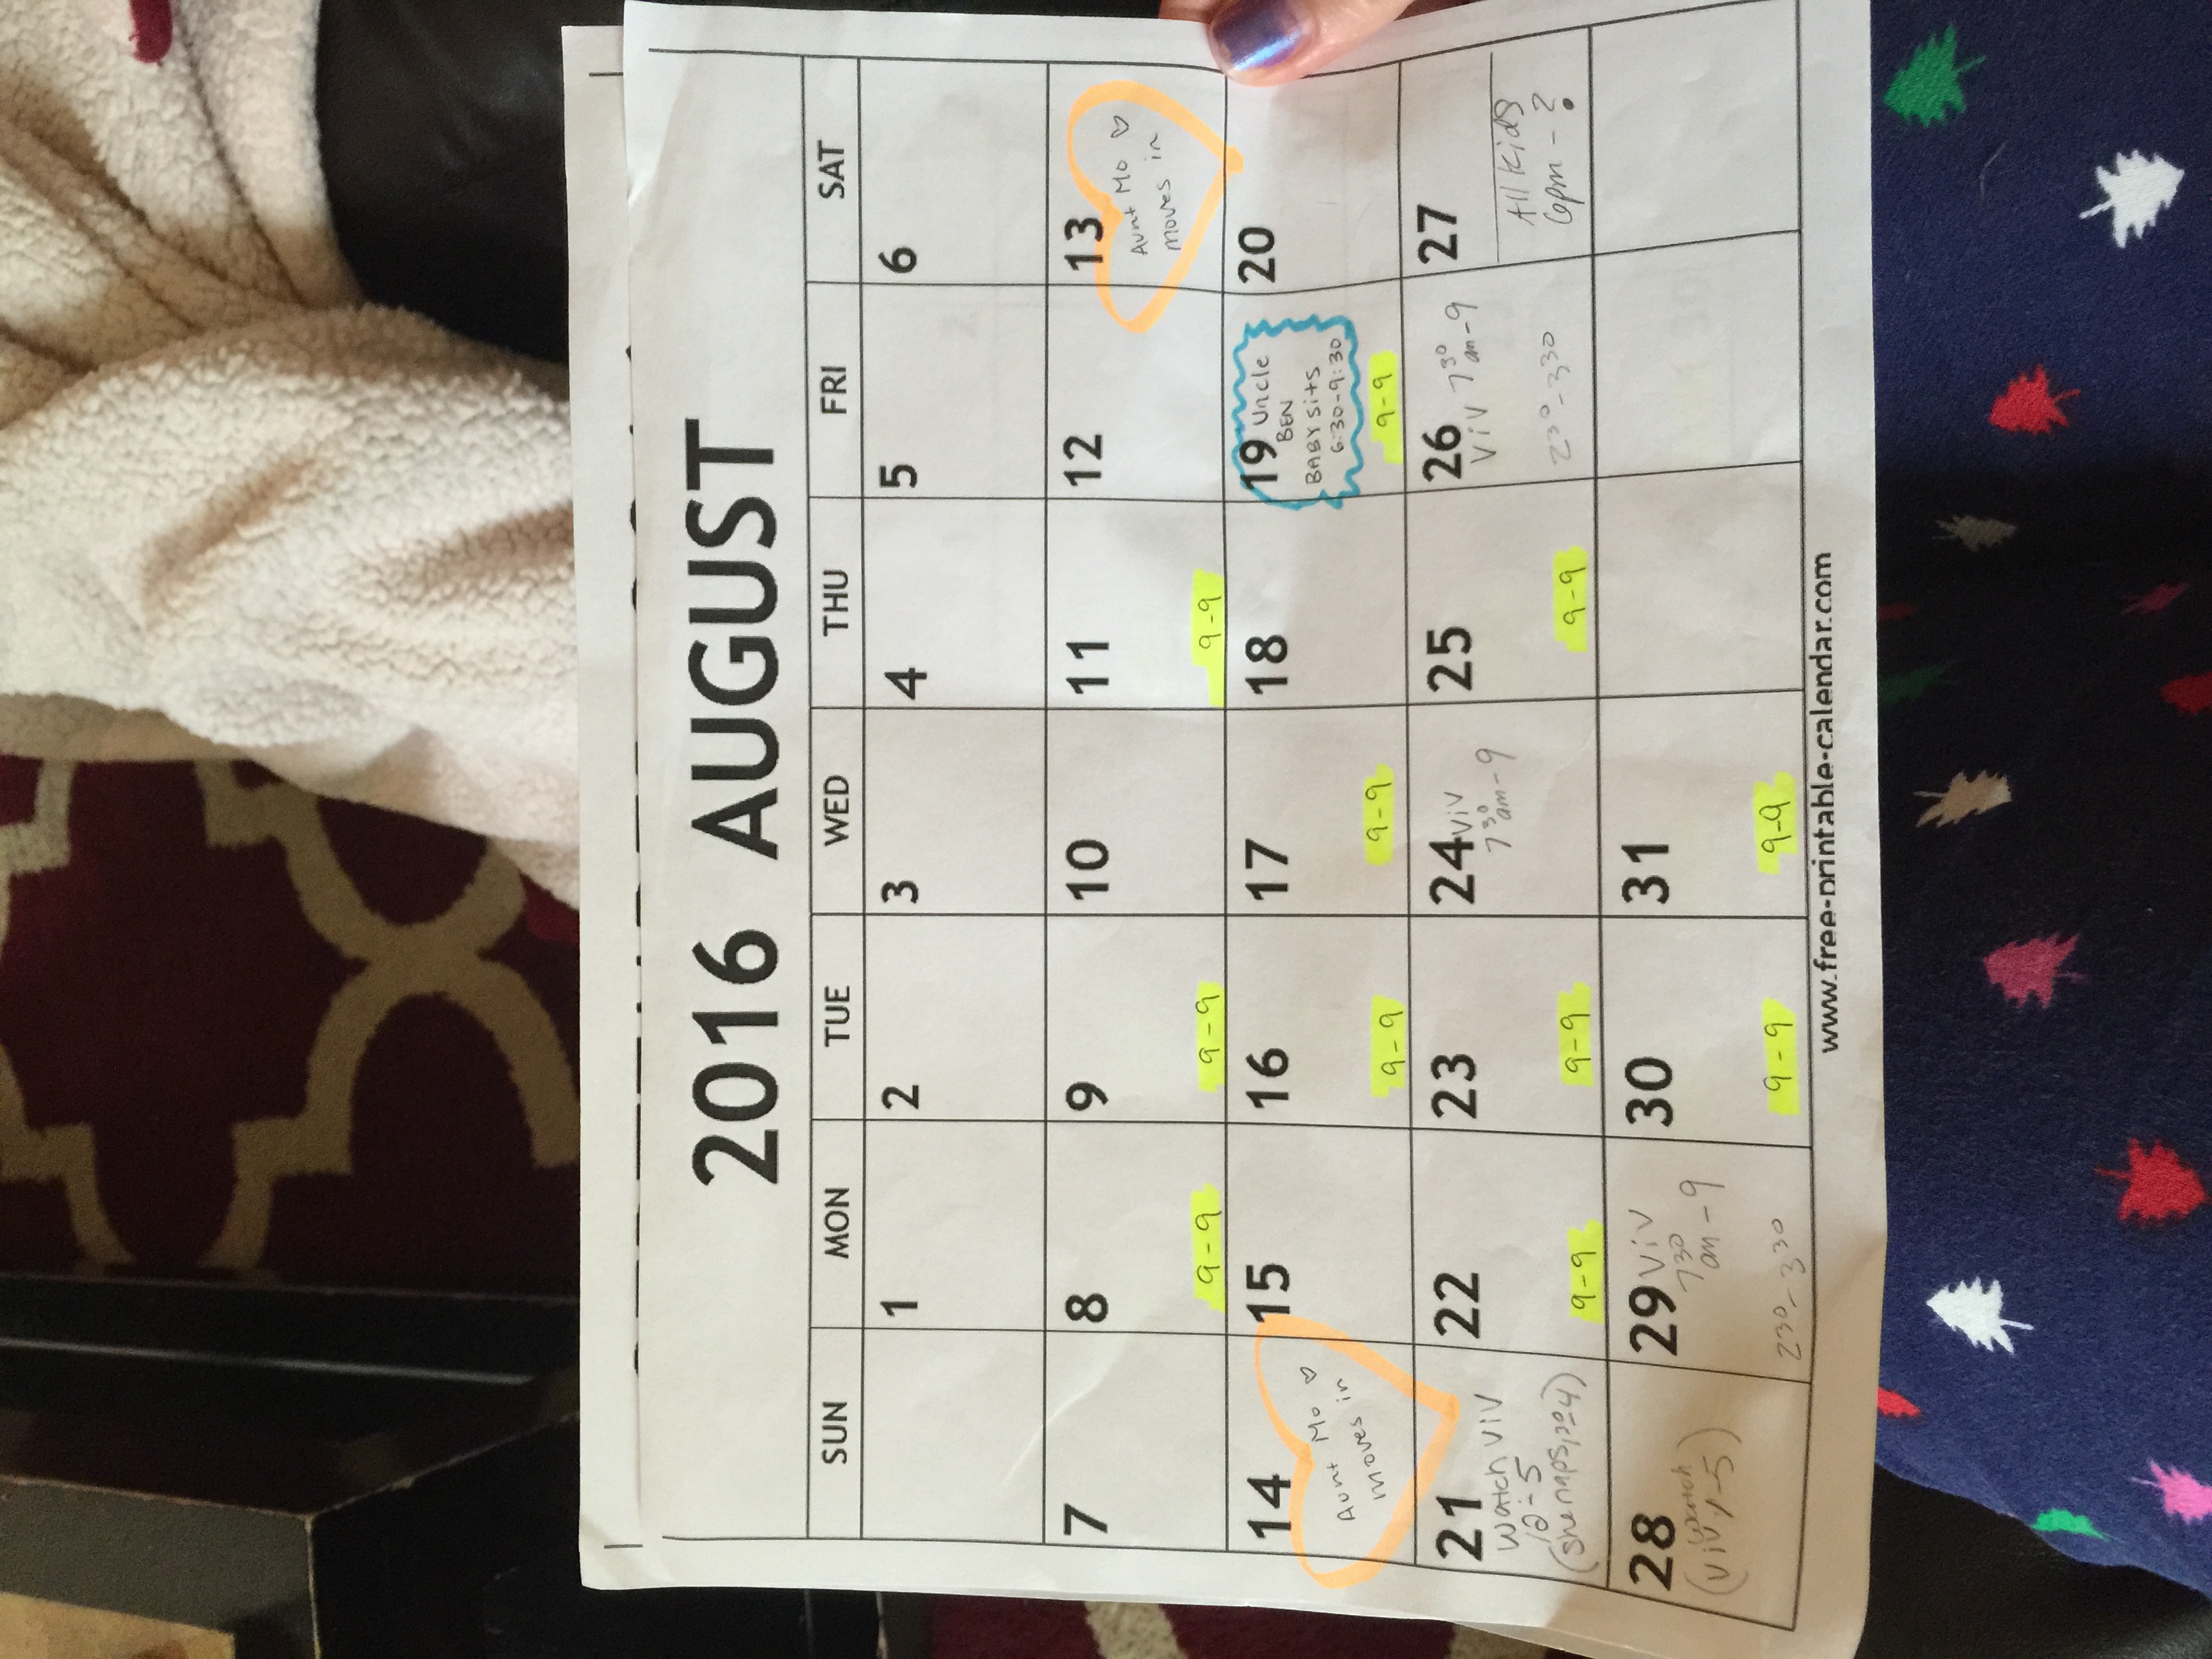 2016 AUGUST
SUN MON TUE WED THU FRI SAT
1 2 3 4 5 6
7 8 9 10 11 12 13
Aunt Mo ♡
moves in
9-9 9-9 9-9
14 15 16 17 18 19 Uncle 20
BEN
BABY Sits
6:30-9:30
Aunt Mo ♡
moves in
9-9 9-9 9-9
21 22 23 24 ViV 25 26 7 30 am-9 27
Watch ViV
12-5
(she naps
7 30 am-9
ViV
2 30-3 30
All Kids
6pm - ?
9-9 9-9 9-9
28 29 ViV 30 31
watch
(ViV 1-5)
7 30
am-9
2 30-3 30
9-9 9-9
www.free-printable-calendar.com